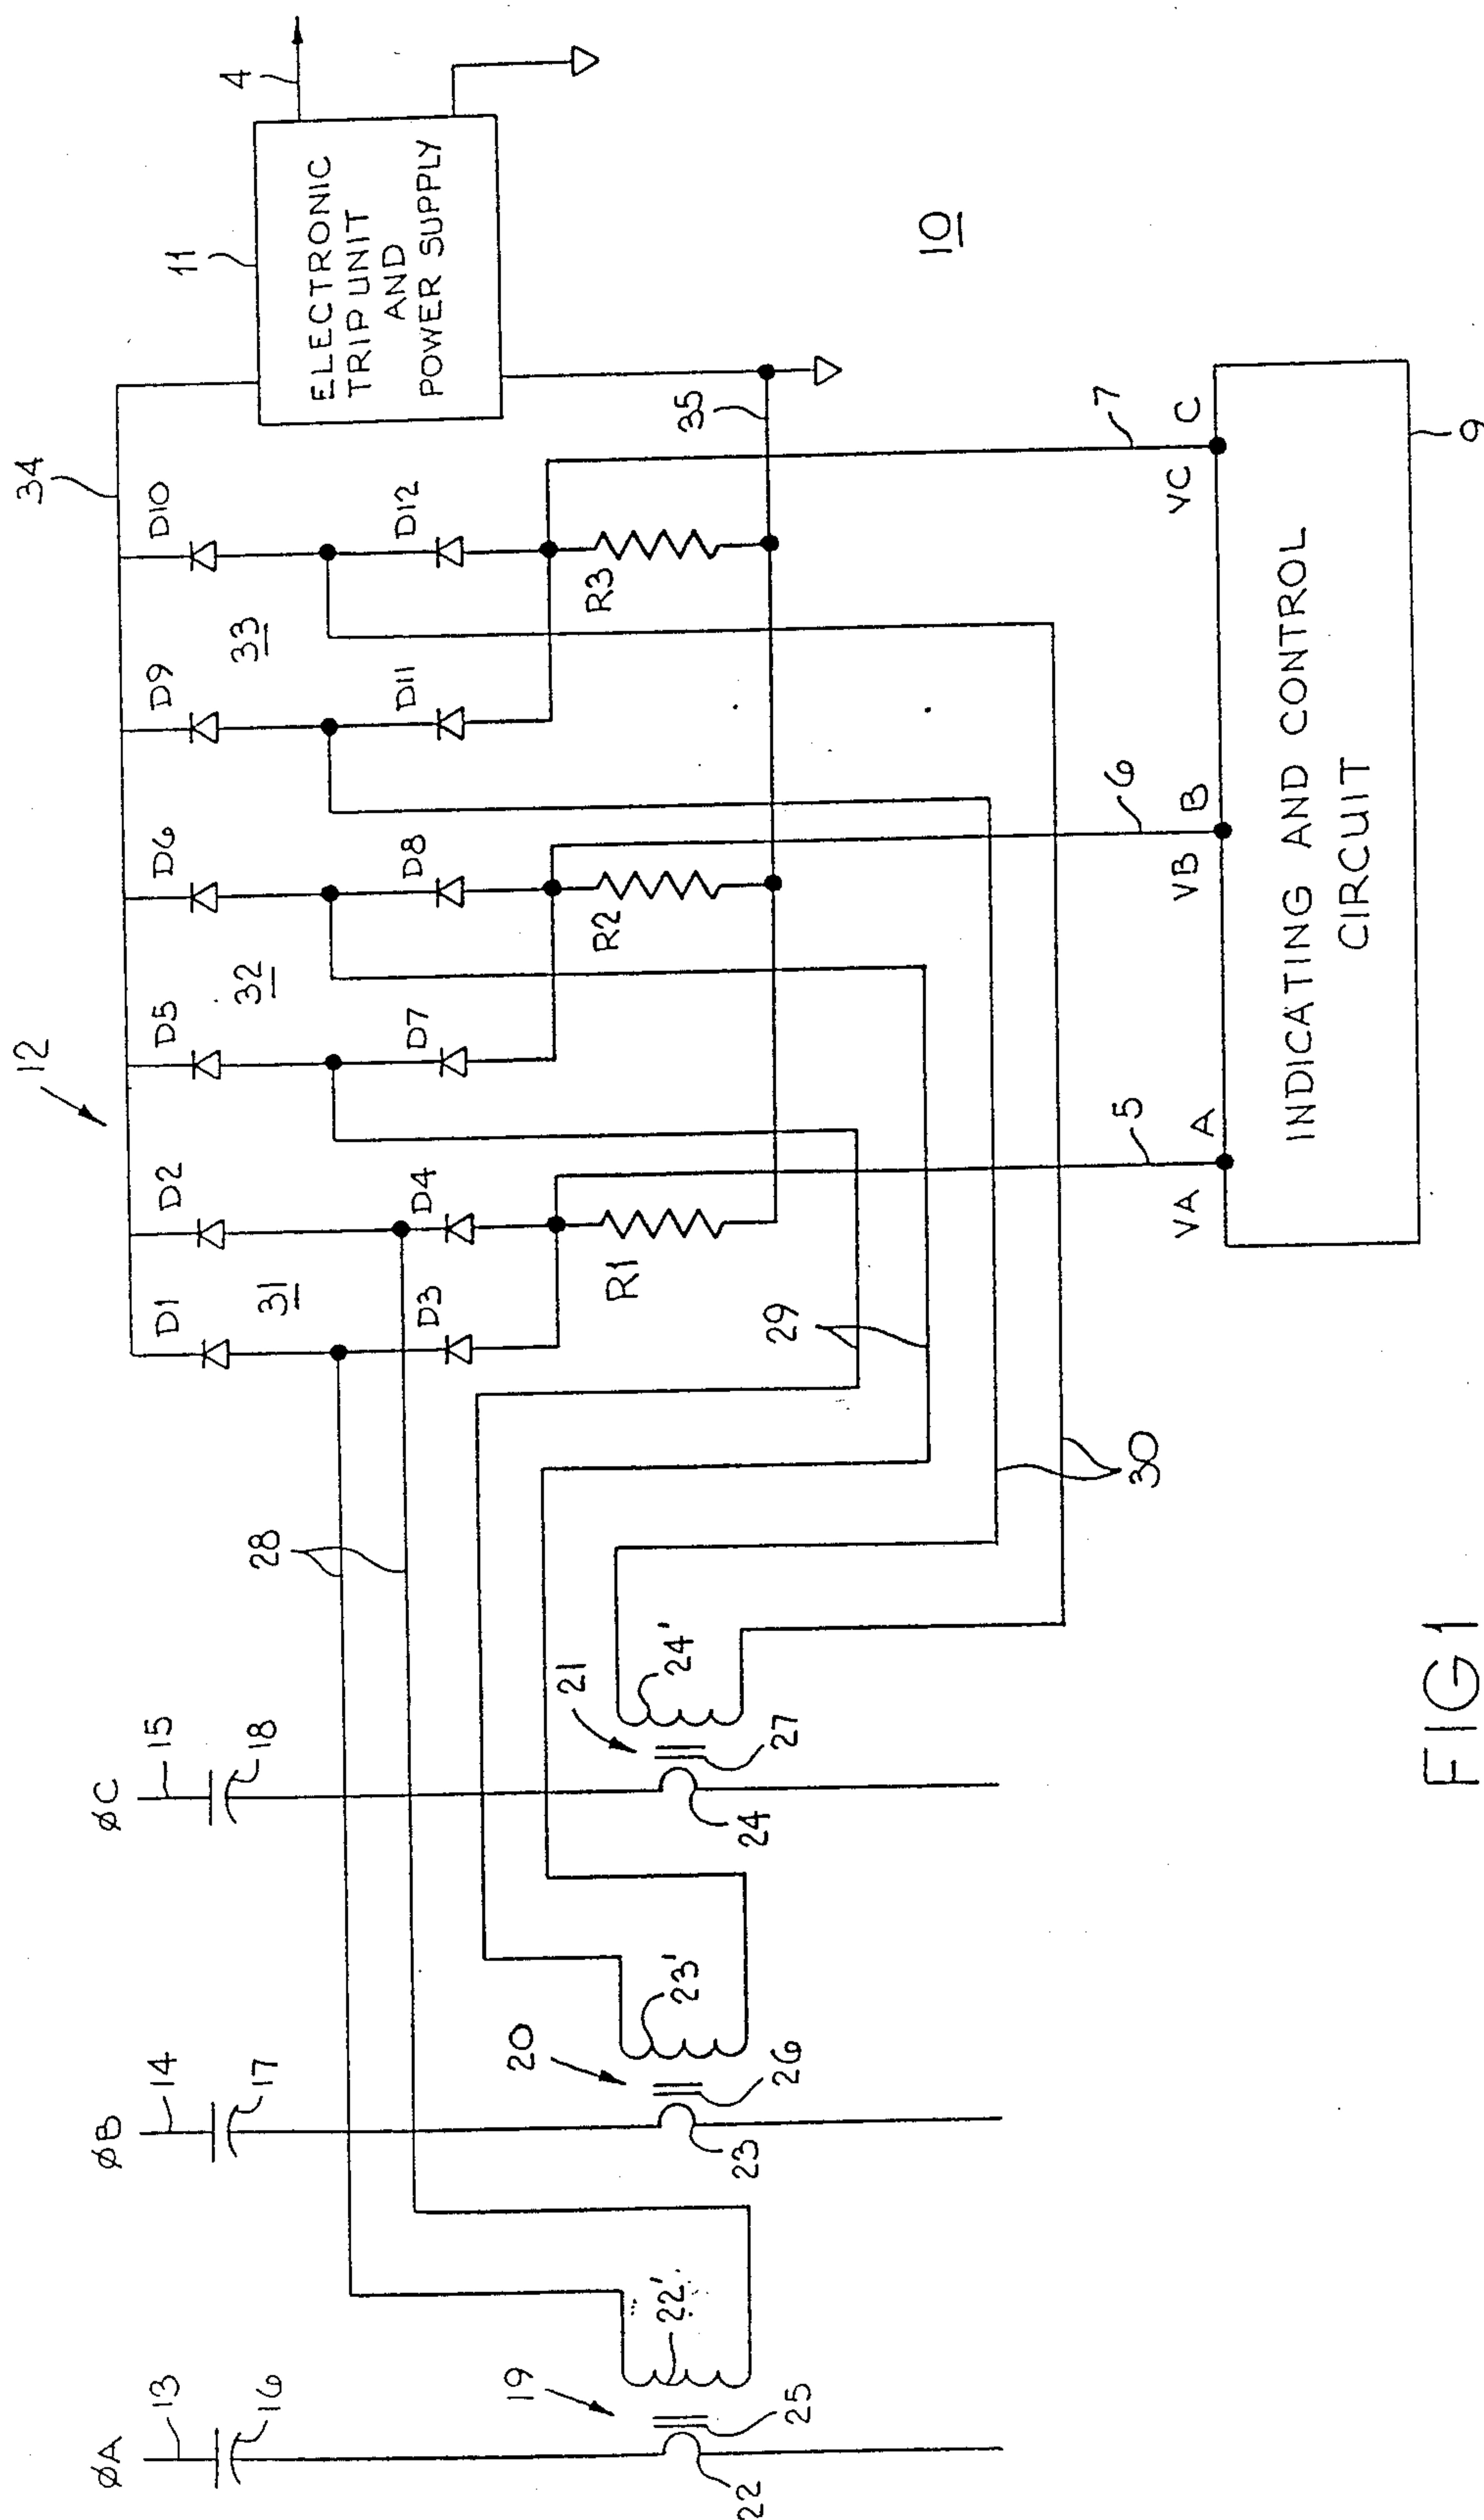 12
34
4
11
ELECTRONIC
TRIP UNIT
AND
POWER SUPPLY
D1
D2
D5
D6
D9
D10
31
32
33
D3
D4
D7
D8
D11
D12
R1
R2
R3
35
10
ØA
13
16
ØB
14
17
ØC
15
18
28
29
30
19
22
22'
25
20
23
23'
26
21
24
24'
27
5
6
7
VA
A
VB
B
VC
C
INDICATING AND CONTROL
CIRCUIT
9
FIG 1